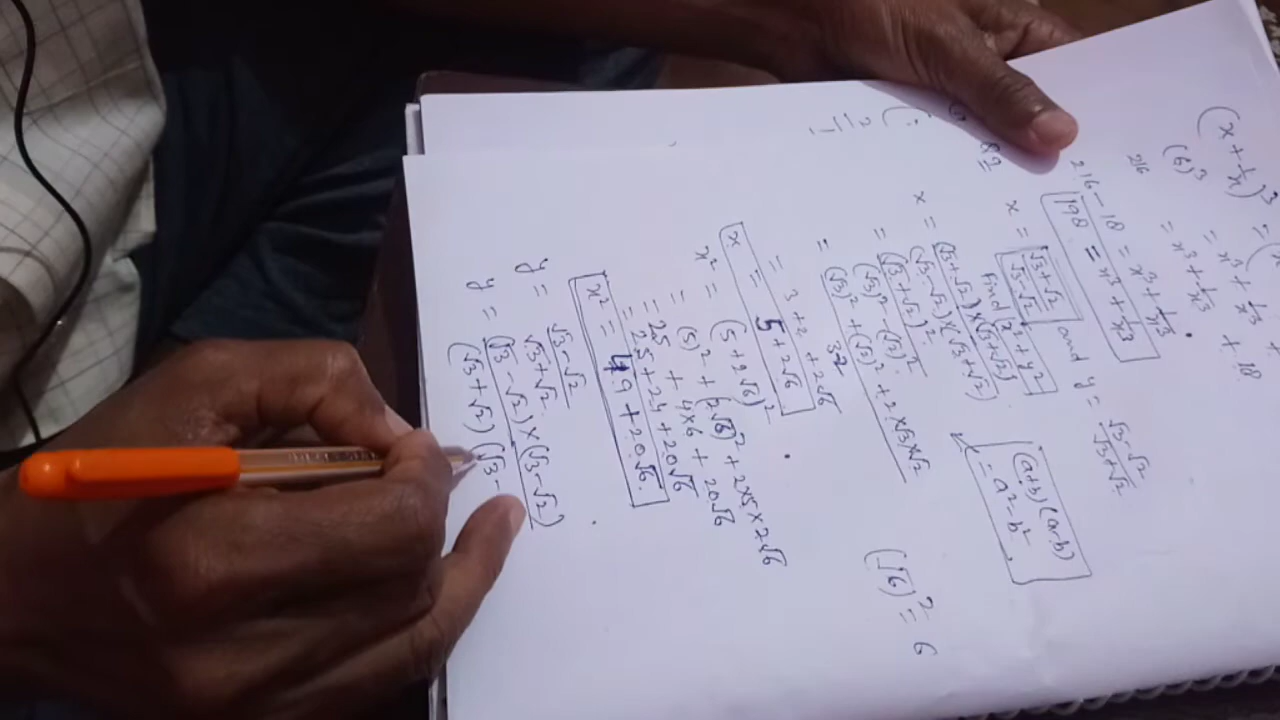 (x + 1/x)³ = (x
(6)³ = x³ + 1/x³ + 18
216 = x³ + 1/x³
216 - 18 = x³ + 1/x³
198 = x³ + 1/x³
82
x = (√3+√2)/(√3-√2) and y = (√3-√2)/(√3+√2)
Find x² + y²
(a+b)(a-b)
= a² - b²
x = (√3+√2)×(√3+√2)/(√3-√2)×(√3+√2)
= (√3+√2)²/(√3)²-(√2)²
= (√3)² + (√2)² + 2×√3×√2
3-2
(√6)² = 6
= 3 + 2 + 2√6
x = 5 + 2√6
x² = (5 + 2√6)²
= (5)² + (2√6)² + 2×5×2√6
= 25 + 4×6 + 20√6
= 25 + 24 + 20√6
x² = 49 + 20√6
y = (√3-√2)/(√3+√2)
y = (√3-√2)×(√3-√2)/(√3+√2)(√3-